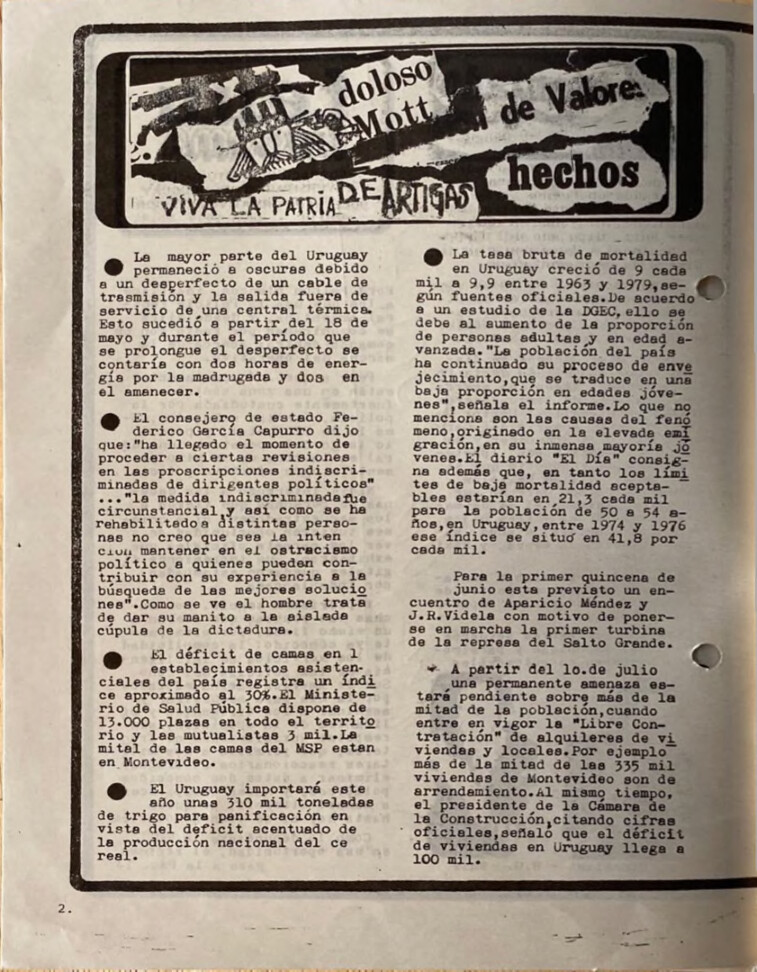 doloso
Mott
de Valores
hechos
VIVA LA PATRIA DE ARTIGAS
La mayor parte del Uruguay
permaneció a oscuras debido
a un desperfecto de un cable de
trasmisión y la salida fuera de
servicio de una central térmica.
Esto sucedió a partir del 18 de
mayo y durante el período que
se prolongue el desperfecto se
contaría con dos horas de ener-
gía por la madrugada y dos en
el amanecer.
El consejero de estado Fe-
derico García Capurro dijo
que:"ha llegado el momento de
proceder a ciertas revisiones
en las proscripciones indiscri-
minadas de dirigentes políticos"
..."la medida indiscriminada fue
circunstancial y así como se ha
rehabilitado a distintas perso-
nas no creo que sea la inten
ción mantener en el ostracismo
político a quienes puedan con-
tribuir con su experiencia a la
búsqueda de las mejores solucio
nes".Como se ve el hombre trata
de dar su manito a la aislada
cúpula de la dictadura.
El déficit de camas en l
establecimientos asisten-
ciales del país registra un índi
ce aproximado al 30%.El Ministe-
rio de Salud Pública dispone de
13.000 plazas en todo el territo
rio y las mutualistas 3 mil.La
mital de las camas del MSP estan
en Montevideo.
El Uruguay importará este
año unas 310 mil toneladas
de trigo para panificación en
vista del deficit acentuado de
la producción nacional del ce
real.
La tasa bruta de mortalidad
en Uruguay creció de 9 cada
mil a 9,9 entre 1963 y 1979,se-
gún fuentes oficiales.De acuerdo
a un estudio de la DGEC,ello se
debe al aumento de la proporción
de personas adultas y en edad a-
vanzada."La población del país
ha continuado su proceso de enve
jecimiento,que se traduce en una
baja proporción en edades jóve-
nes",señala el informe.Lo que no
menciona son las causas del fenó
meno,originado en la elevada emi
gración,en su inmensa mayoría jó
venes.El diario "El Día" consig-
na además que, en tanto los lími
tes de baja mortalidad acepta-
bles estarían en 21,3 cada mil
para la población de 50 a 54 a-
ños,en Uruguay,entre 1974 y 1976
ese índice se situó en 41,8 por
cada mil.
Para la primer quincena de
junio esta previsto un en-
cuentro de Aparicio Méndez y
J.R.Videla con motivo de poner-
se en marcha la primer turbina
de la represa del Salto Grande.
A partir del 1o.de julio
una permanente amenaza es-
tará pendiente sobre más de la
mitad de la población,cuando
entre en vigor la "Libre Con-
tratación" de alquileres de vi
viendas y locales.Por ejemplo
más de la mitad de las 335 mil
viviendas de Montevideo son de
arrendamiento.Al mismo tiempo,
el presidente de la Cámara de
la Construcción,citando cifras
oficiales,señaló que el déficit
de viviendas en Uruguay llega a
100 mil.
2.